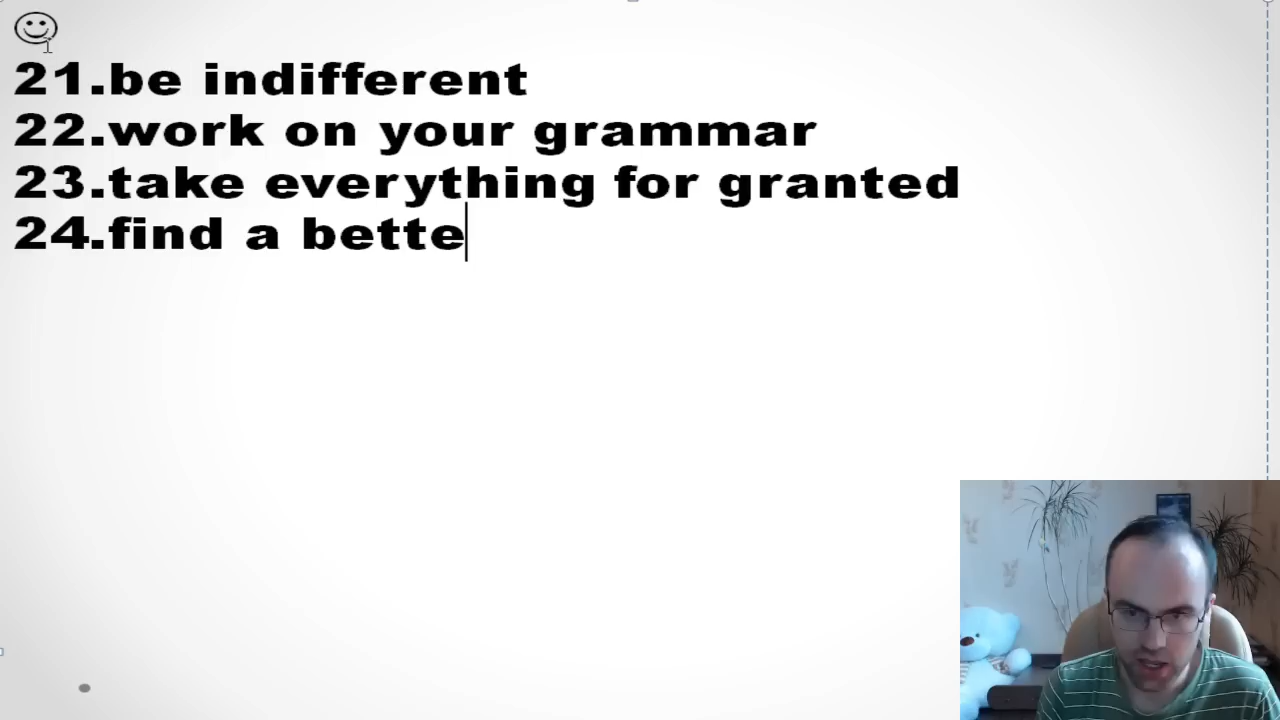 21.be indifferent
22.work on your grammar
23.take everything for granted
24.find a bette